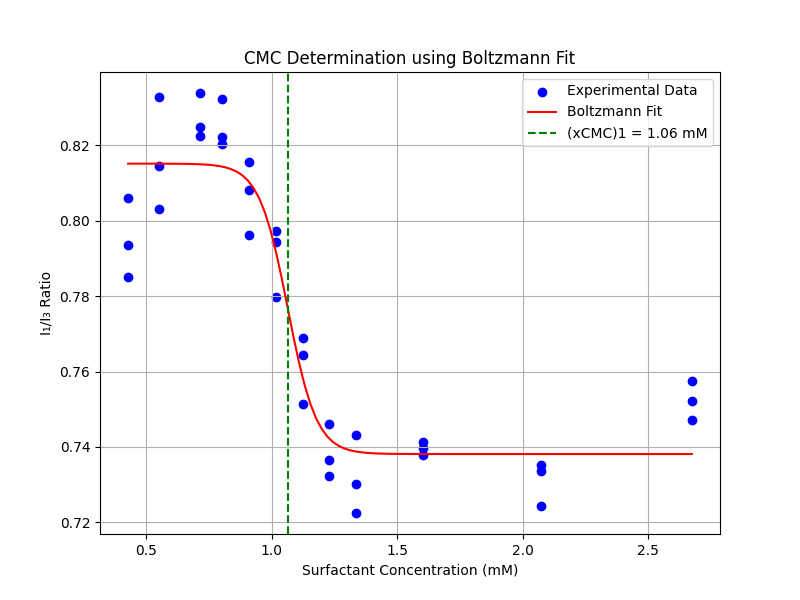 CMC Determination using Boltzmann Fit
Experimental Data
Boltzmann Fit
(xCMC)1 = 1.06 mM
I₁/I₃ Ratio
0.82
0.80
0.78
0.76
0.74
0.72
0.5
1.0
1.5
2.0
2.5
Surfactant Concentration (mM)